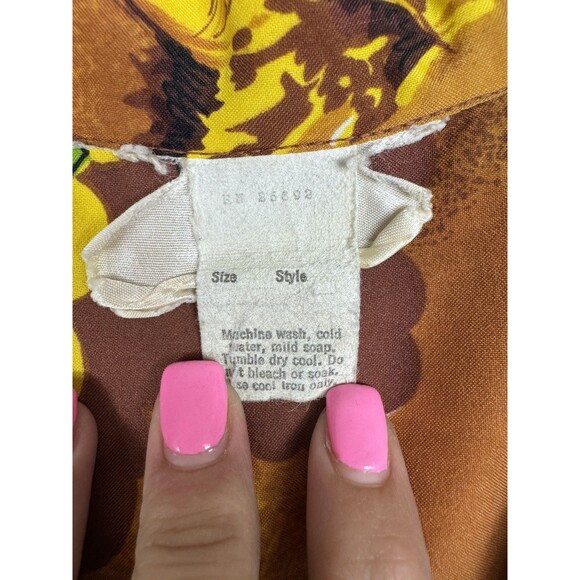 RN
Size Style
Machine wash, cold
water, mild soap.
Tumble dry cool. Do
bleach or soak.
cool iron only.